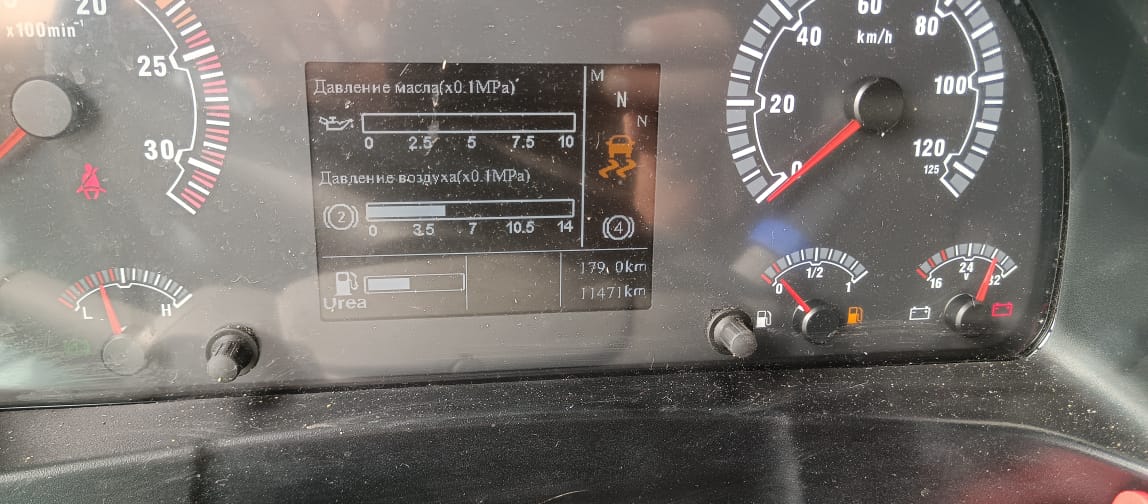 20
x100min⁻¹
25
30
L
H
Давление масла(x0.1MPa)
0 2.5 5 7.5 10
Давление воздуха(x0.1MPa)
2
0 3.5 7 10.5 14
Urea
M
N
N
4
179.0km
11471km
0
20
40
60
80
100
120
125
km/h
0
1/2
1
16
24
V
32